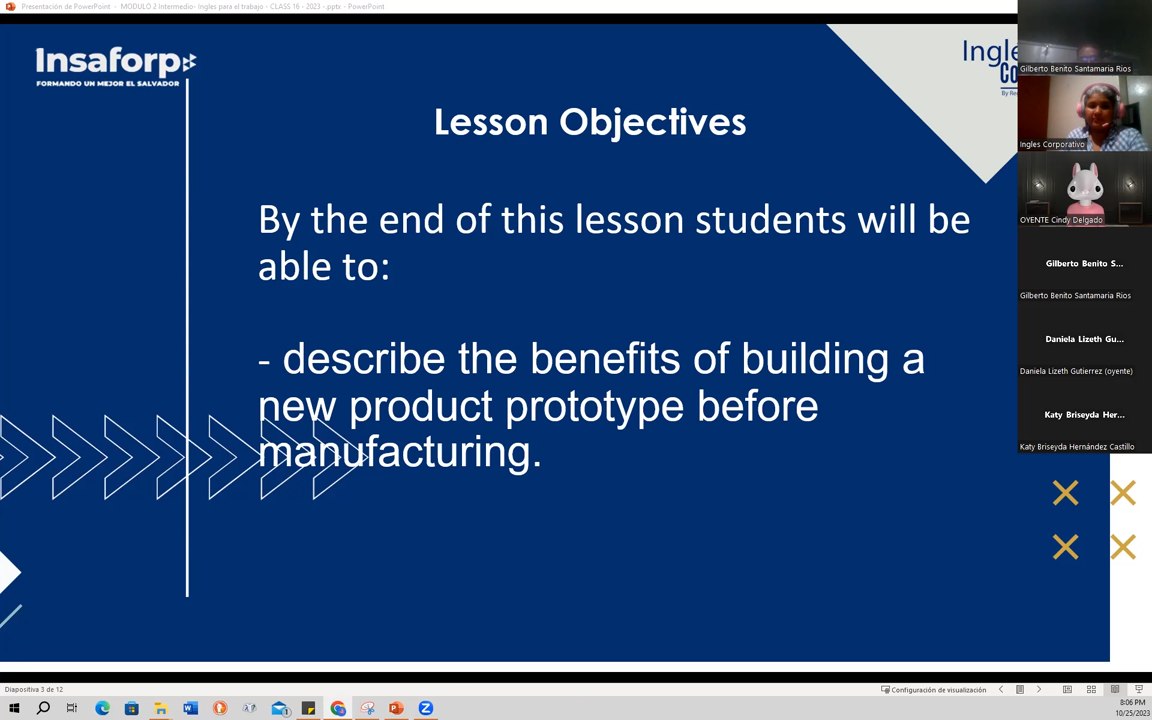 Presentación de PowerPoint - MODULO 2 Intermedio- Ingles para el trabajo - CLASS 16 - 2023 -.pptx - PowerPoint
Insaforp
FORMANDO UN MEJOR EL SALVADOR
Ingle
CO
By Re
Lesson Objectives
By the end of this lesson students will be
able to:
- describe the benefits of building a
new product prototype before
manufacturing.
Gilberto Benito Santamaria Rios
Ingles Corporativo
OYENTE Cindy Delgado
Gilberto Benito S...
Gilberto Benito Santamaria Rios
Daniela Lizeth Gu...
Daniela Lizeth Gutierrez (oyente)
Katy Briseyda Her...
Katy Briseyda Hernández Castillo
Diapositiva 3 de 12
Configuración de visualización
8:06 PM
10/25/2023